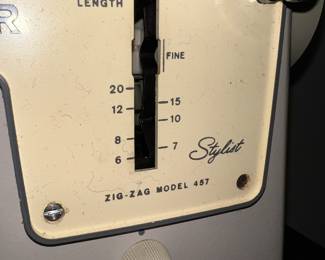 LENGTH
R
FINE
20
15
12
10
8
7
6
Stylist
ZIG-ZAG MODEL 457